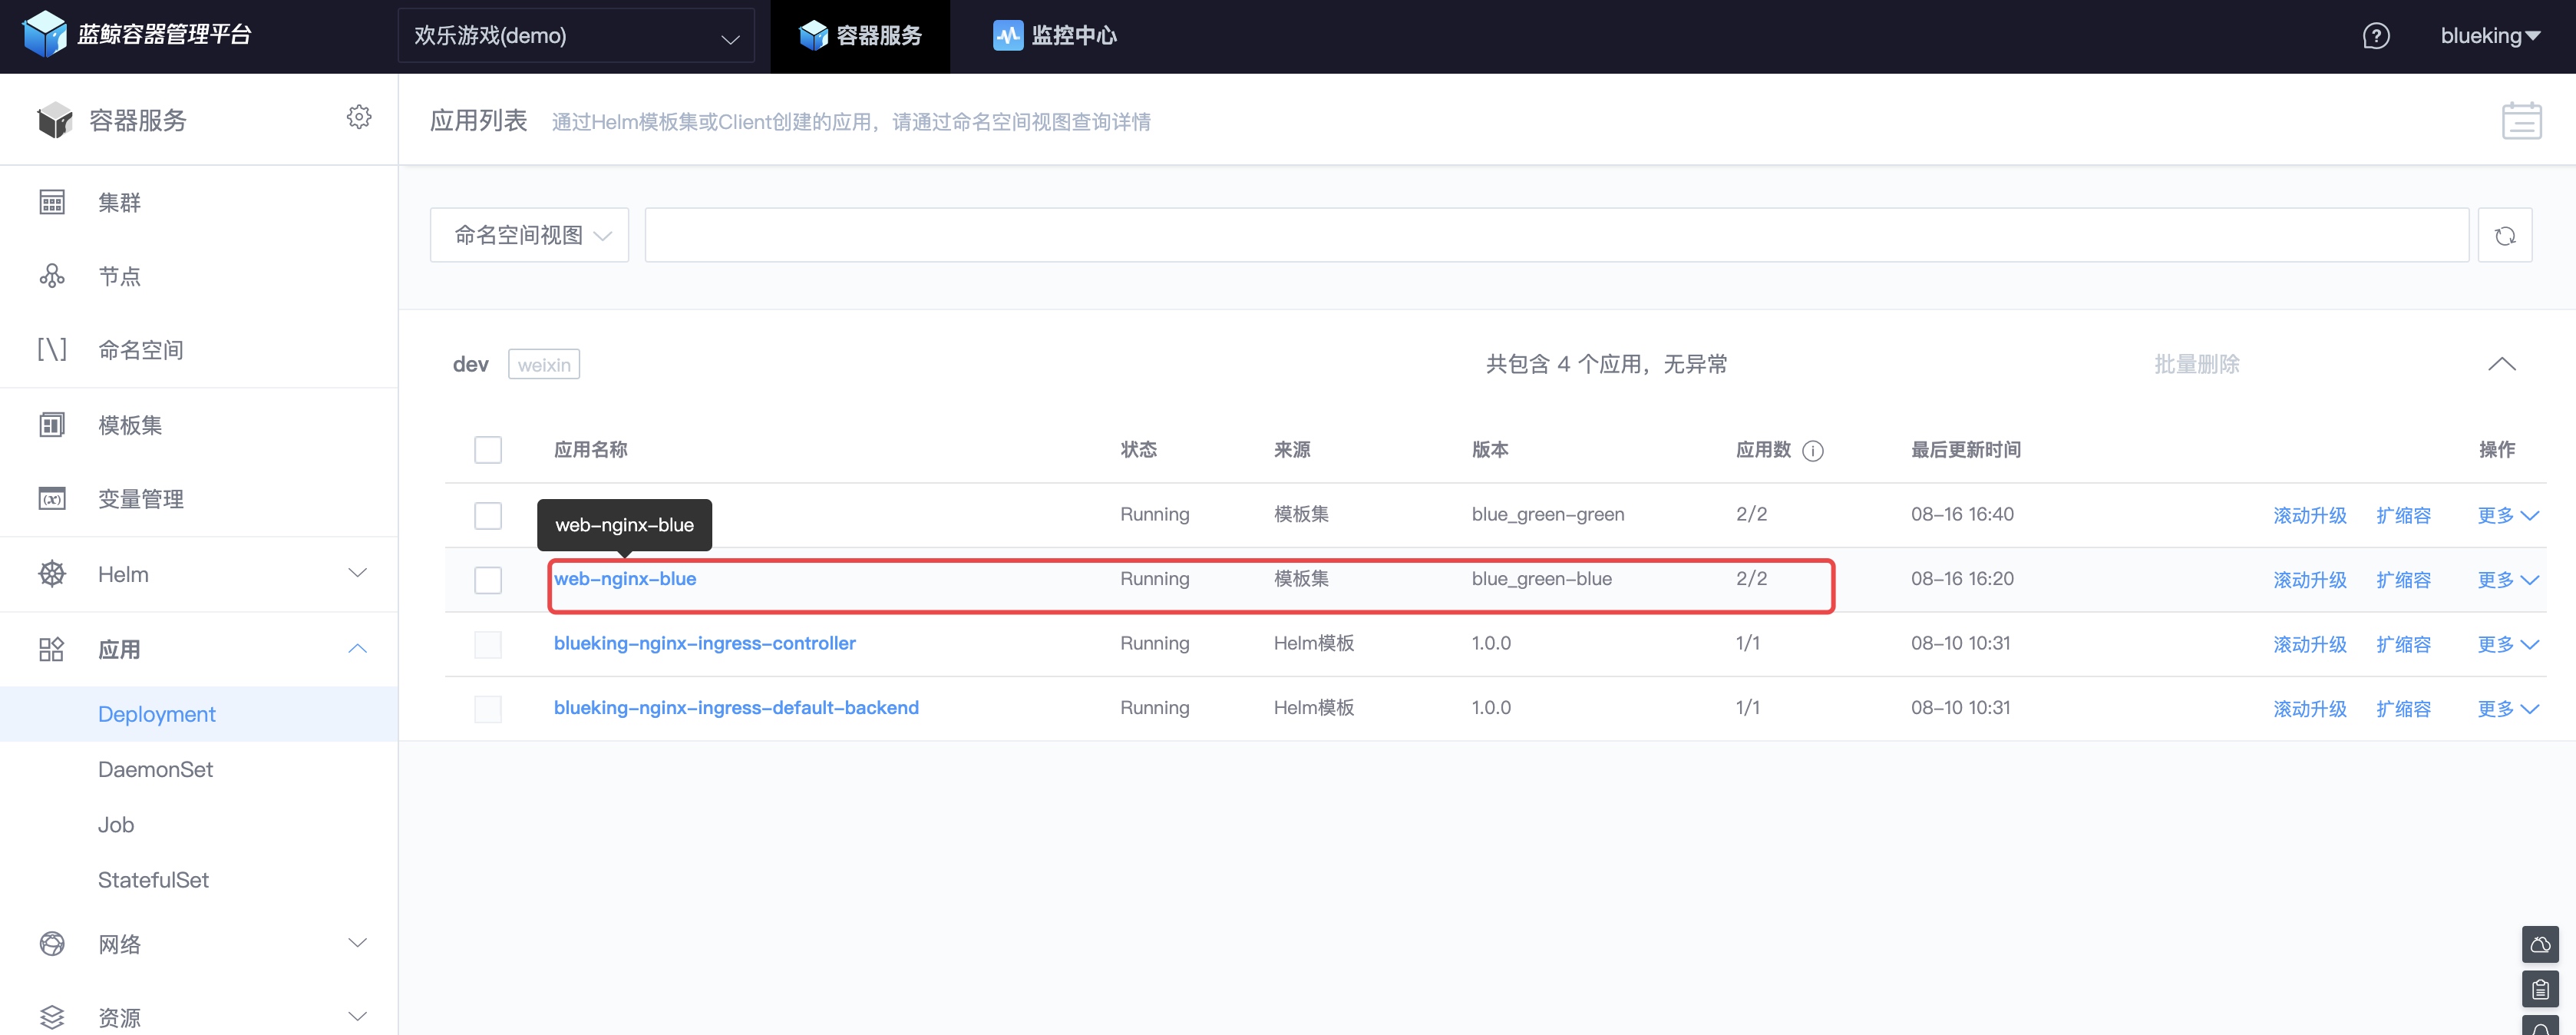 蓝鲸容器管理平台 欢乐游戏(demo) 容器服务 监控中心 blueking
容器服务
应用列表 通过Helm模板集或Client创建的应用，请通过命名空间视图查询详情
集群
节点
命名空间
模板集
变量管理
Helm
应用
Deployment
DaemonSet
Job
StatefulSet
网络
资源
命名空间视图
dev weixin 共包含 4 个应用，无异常 批量删除
应用名称 状态 来源 版本 应用数 最后更新时间 操作
web-nginx-blue
Running 模板集 blue_green-green 2/2 08-16 16:40 滚动升级 扩缩容 更多
web-nginx-blue Running 模板集 blue_green-blue 2/2 08-16 16:20 滚动升级 扩缩容 更多
blueking-nginx-ingress-controller Running Helm模板 1.0.0 1/1 08-10 10:31 滚动升级 扩缩容 更多
blueking-nginx-ingress-default-backend Running Helm模板 1.0.0 1/1 08-10 10:31 滚动升级 扩缩容 更多